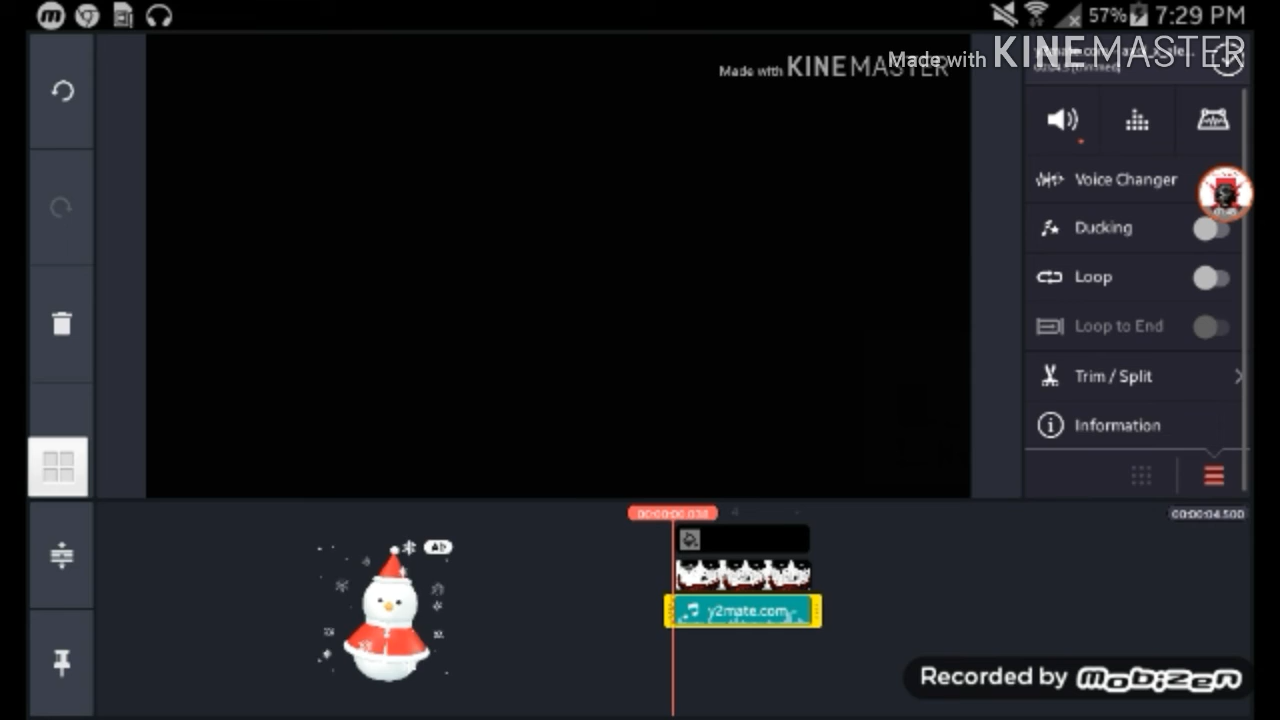 57% 7:29 PM
Made with KINEMASTER
Made with KINEMASTER
Voice Changer
Ducking
Loop
Loop to End
Trim / Split
Information
00:00:04.500
AD
y2mate.com
Recorded by mobizen